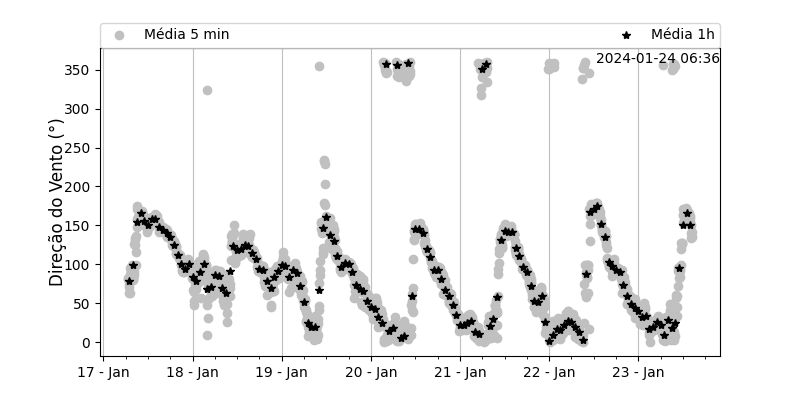 Média 5 min
Média 1h
2024-01-24 06:36
Direção do Vento (°)
350
300
250
200
150
100
50
0
17 - Jan
18 - Jan
19 - Jan
20 - Jan
21 - Jan
22 - Jan
23 - Jan